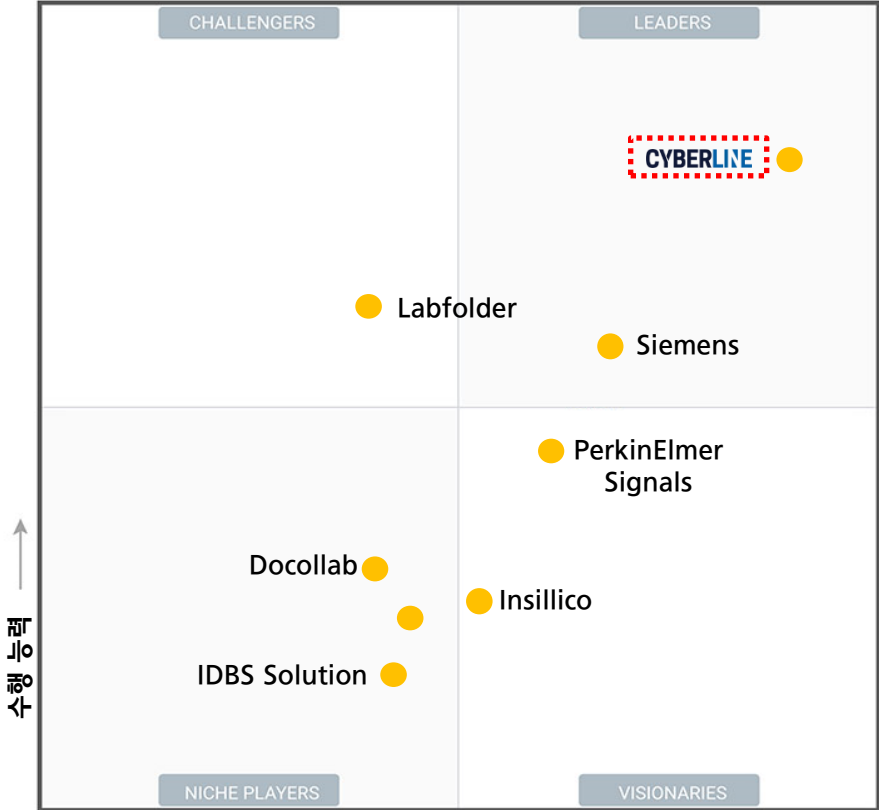 CHALLENGERS
LEADERS
CYBERLINE
Labfolder
Siemens
PerkinElmer
Signals
Docollab
Insillico
IDBS Solution
수행 능력
NICHE PLAYERS
VISIONARIES